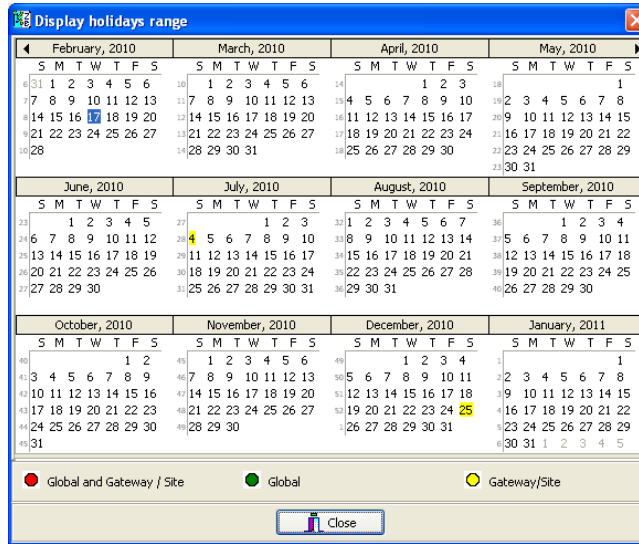 Display holidays range
February, 2010
S M T W T F S
6 31 1 2 3 4 5 6
7 7 8 9 10 11 12 13
8 14 15 16 17 18 19 20
9 21 22 23 24 25 26 27
10 28
March, 2010
S M T W T F S
10 1 2 3 4 5 6
11 7 8 9 10 11 12 13
12 14 15 16 17 18 19 20
13 21 22 23 24 25 26 27
14 28 29 30 31
April, 2010
S M T W T F S
14 1 2 3
15 4 5 6 7 8 9 10
16 11 12 13 14 15 16 17
17 18 19 20 21 22 23 24
18 25 26 27 28 29 30
May, 2010
S M T W T F S
18 1
19 2 3 4 5 6 7 8
20 9 10 11 12 13 14 15
21 16 17 18 19 20 21 22
22 23 24 25 26 27 28 29
23 30 31
June, 2010
S M T W T F S
23 1 2 3 4 5
24 6 7 8 9 10 11 12
25 13 14 15 16 17 18 19
26 20 21 22 23 24 25 26
27 27 28 29 30
July, 2010
S M T W T F S
27 1 2 3
28 4 5 6 7 8 9 10
29 11 12 13 14 15 16 17
30 18 19 20 21 22 23 24
31 25 26 27 28 29 30 31
August, 2010
S M T W T F S
32 1 2 3 4 5 6 7
33 8 9 10 11 12 13 14
34 15 16 17 18 19 20 21
35 22 23 24 25 26 27 28
36 29 30 31
September, 2010
S M T W T F S
36 1 2 3 4
37 5 6 7 8 9 10 11
38 12 13 14 15 16 17 18
39 19 20 21 22 23 24 25
40 26 27 28 29 30
October, 2010
S M T W T F S
40 1 2
41 3 4 5 6 7 8 9
42 10 11 12 13 14 15 16
43 17 18 19 20 21 22 23
44 24 25 26 27 28 29 30
45 31
November, 2010
S M T W T F S
45 1 2 3 4 5 6
46 7 8 9 10 11 12 13
47 14 15 16 17 18 19 20
48 21 22 23 24 25 26 27
49 28 29 30
December, 2010
S M T W T F S
49 1 2 3 4
50 5 6 7 8 9 10 11
51 12 13 14 15 16 17 18
52 19 20 21 22 23 24 25
1 26 27 28 29 30 31
January, 2011
S M T W T F S
1 1
2 2 3 4 5 6 7 8
3 9 10 11 12 13 14 15
4 16 17 18 19 20 21 22
5 23 24 25 26 27 28 29
6 30 31 1 2 3 4 5
Global and Gateway / Site
Global
Gateway/Site
Close